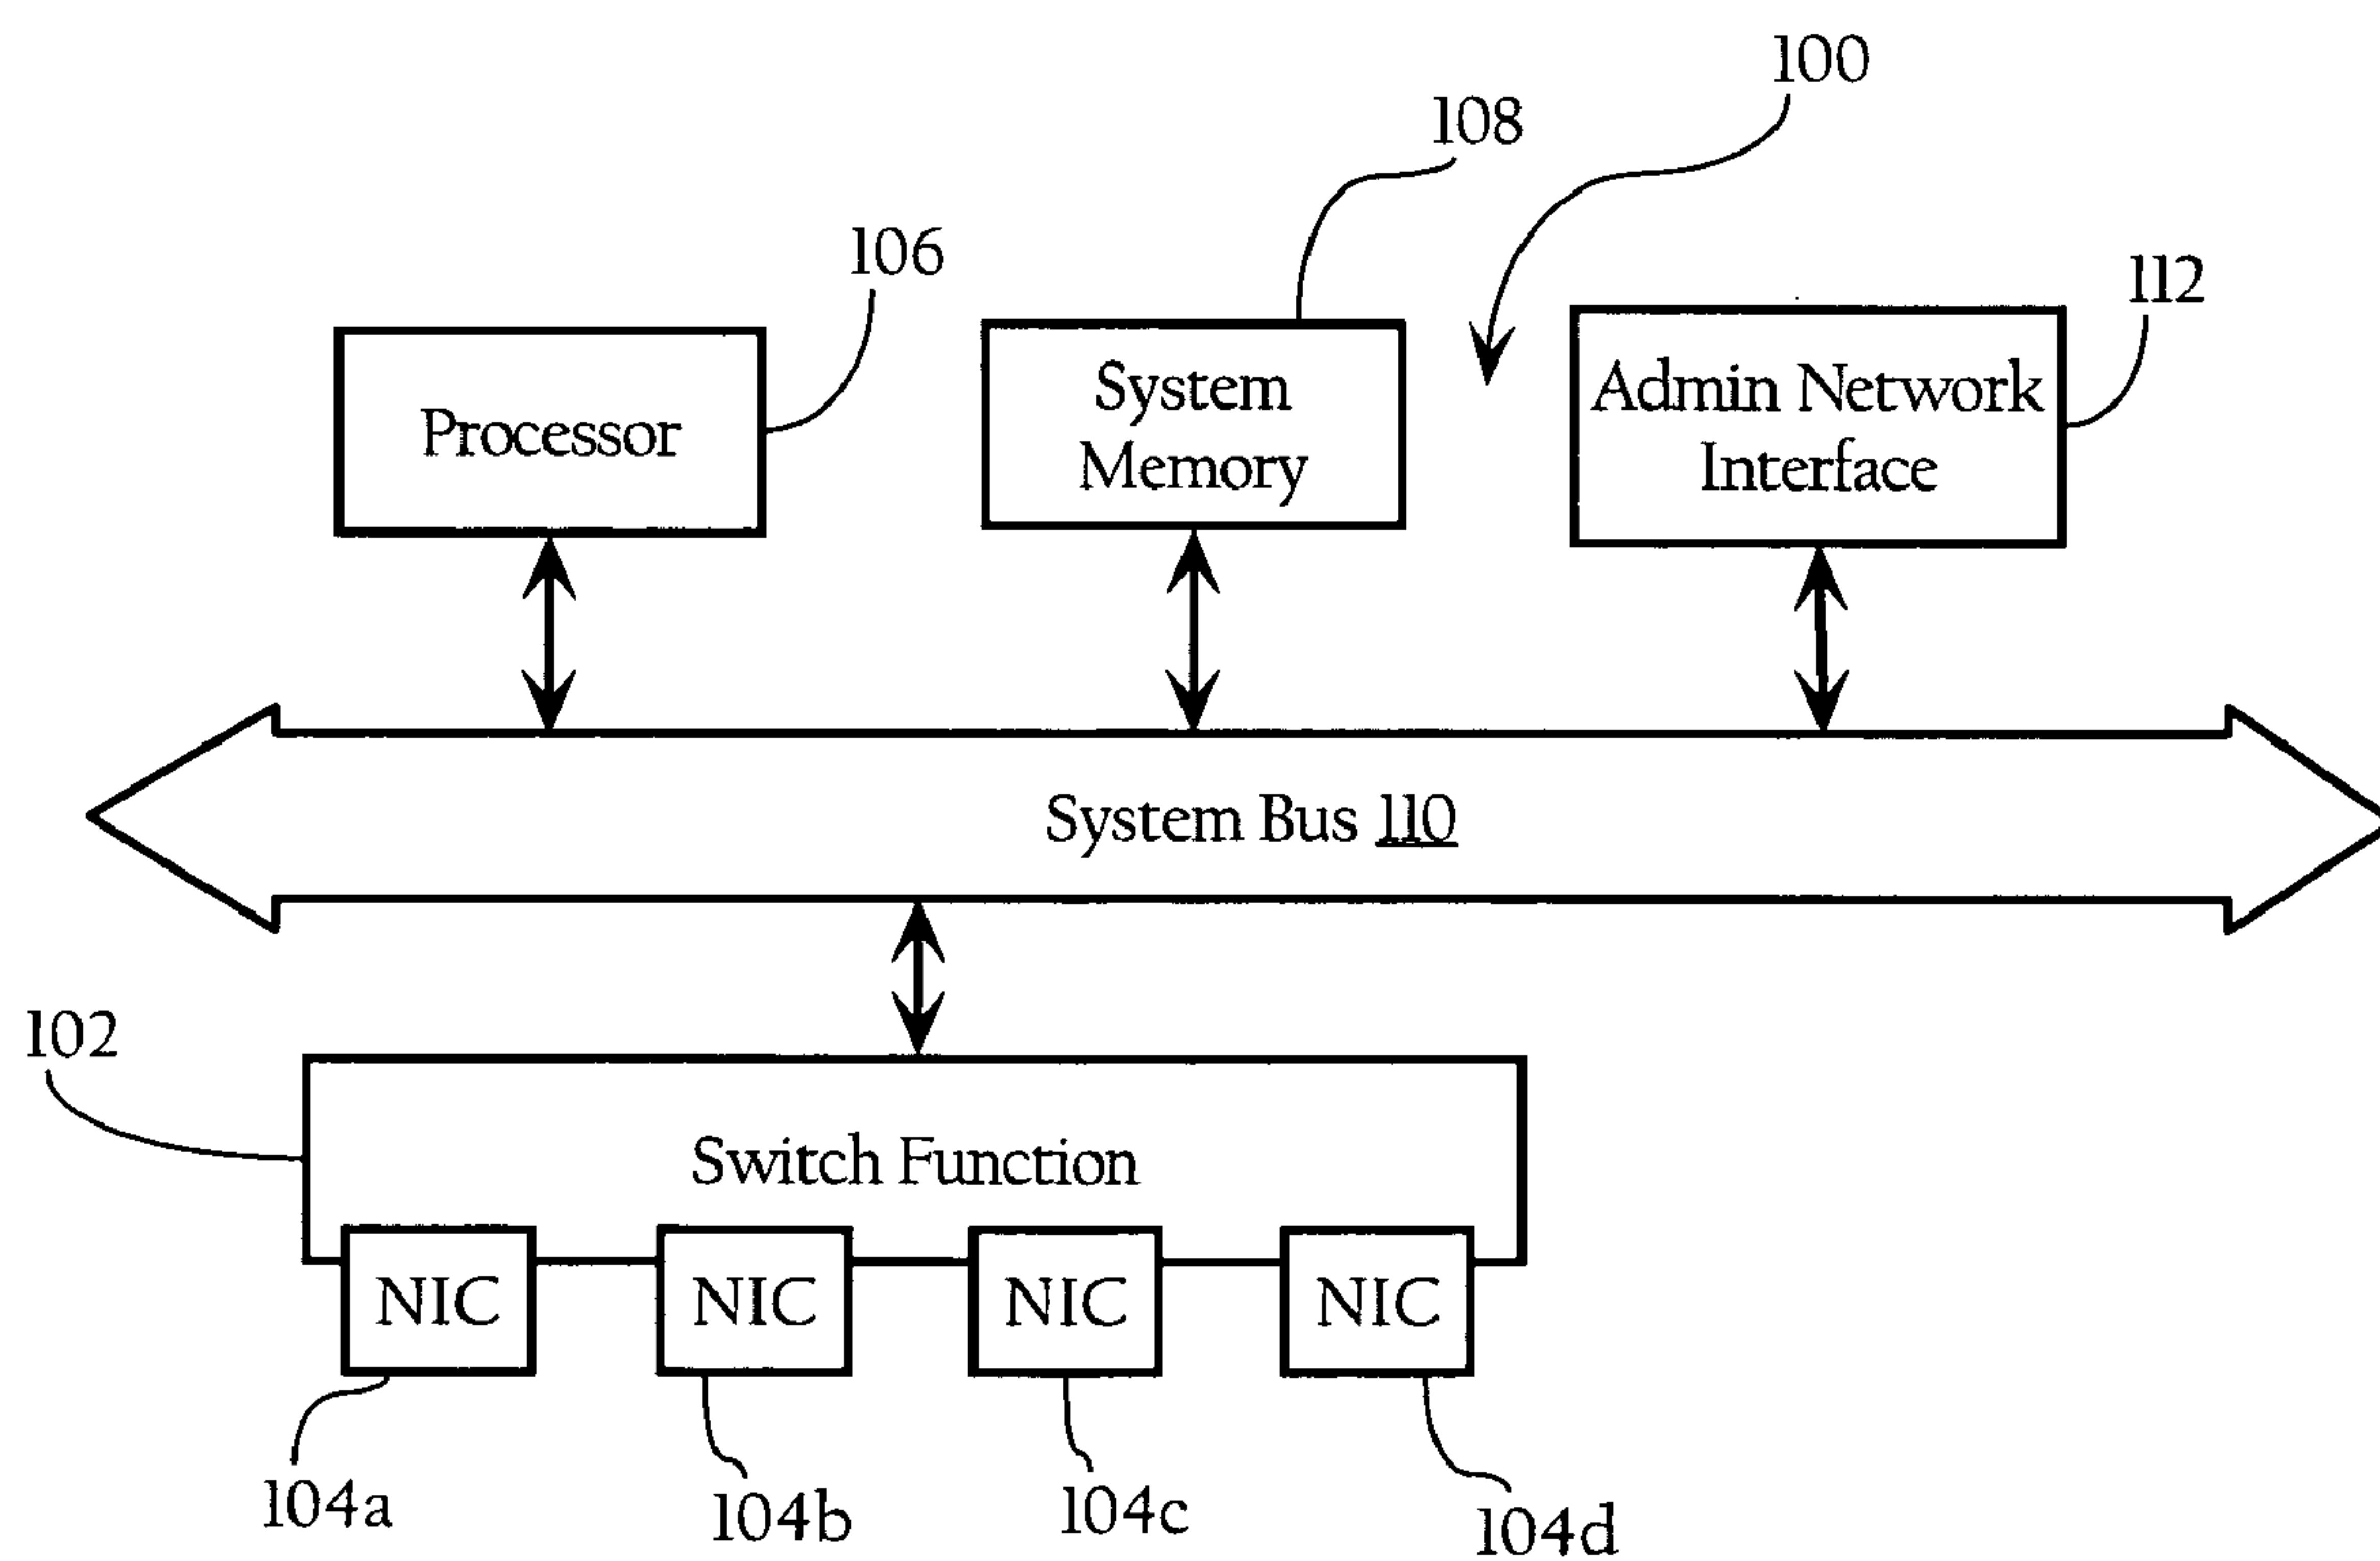 100
108
106
112
Processor
System
Memory
Admin Network
Interface
System Bus 110
102
Switch Function
NIC
NIC
NIC
NIC
104a
104b
104c
104d